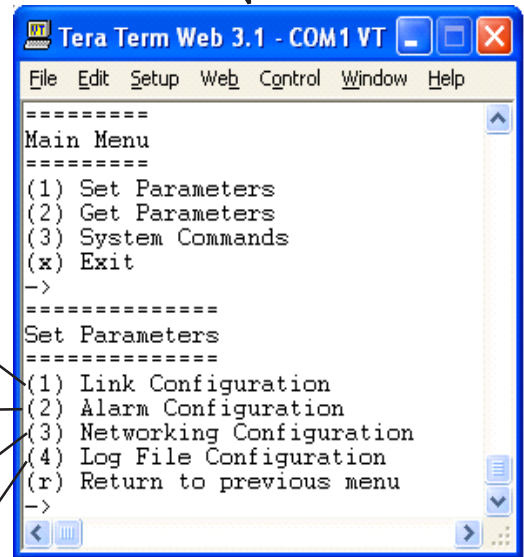 Tera Term Web 3.1 - COM1 VT
File Edit Setup Web Control Window Help
=========
Main Menu
=========
(1) Set Parameters
(2) Get Parameters
(3) System Commands
(x) Exit
->
==============
Set Parameters
==============
(1) Link Configuration
(2) Alarm Configuration
(3) Networking Configuration
(4) Log File Configuration
(r) Return to previous menu
->